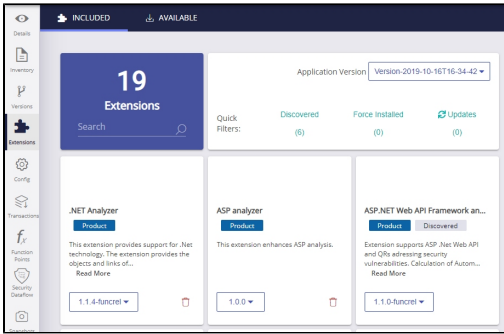 INCLUDED
AVAILABLE
Details
Inventory
Versions
Extensions
Config
Transactions
Function
Points
Security
Dataflow
Snapshots
19
Extensions
Search
Application Version
Version-2019-10-16T16-34-42
Quick
Filters:
Discovered
(6)
Force Installed
(0)
Updates
(0)
.NET Analyzer
Product
This extension provides support for .Net
technology. The extension provides the
objects and links of...
Read More
1.1.4-funcrel
ASP analyzer
Product
This extension enhances ASP analysis.
1.0.0
ASP.NET Web API Framework an...
Product
Discovered
Extension supports ASP .Net Web API
and QRs adressing security
vulnerabilities. Calculation of Autom...
Read More
1.1.0-funcrel